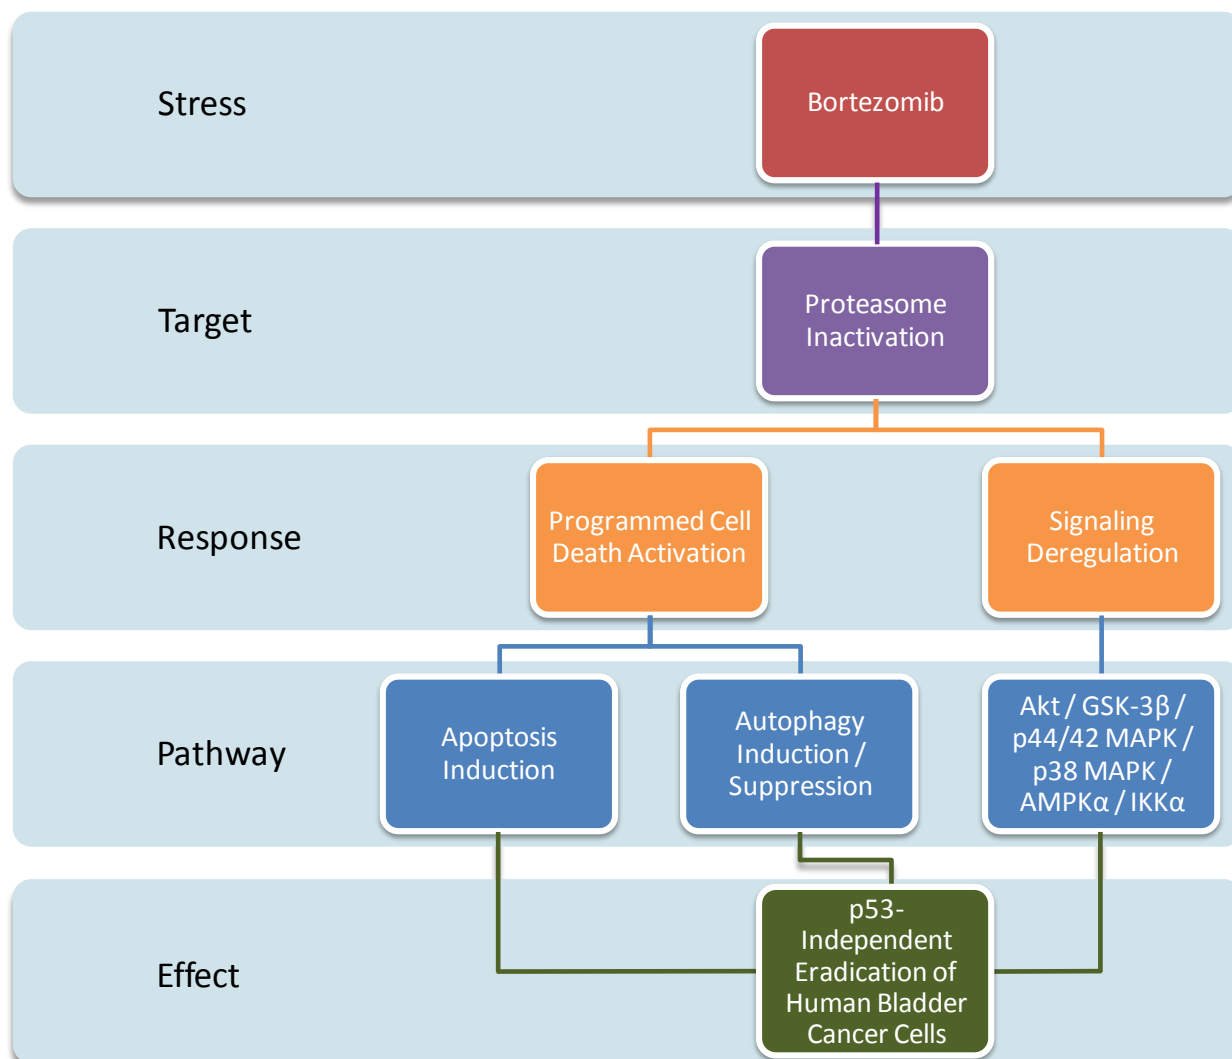 Stress
Bortezomib
Target
Proteasome
Inactivation
Response
Programmed Cell
Death Activation
Signaling
Deregulation
Pathway
Apoptosis
Induction
Autophagy
Induction /
Suppression
Akt / GSK-3β /
p44/42 MAPK /
p38 MAPK /
AMPKα / IKKα
Effect
p53-
Independent
Eradication of
Human Bladder
Cancer Cells